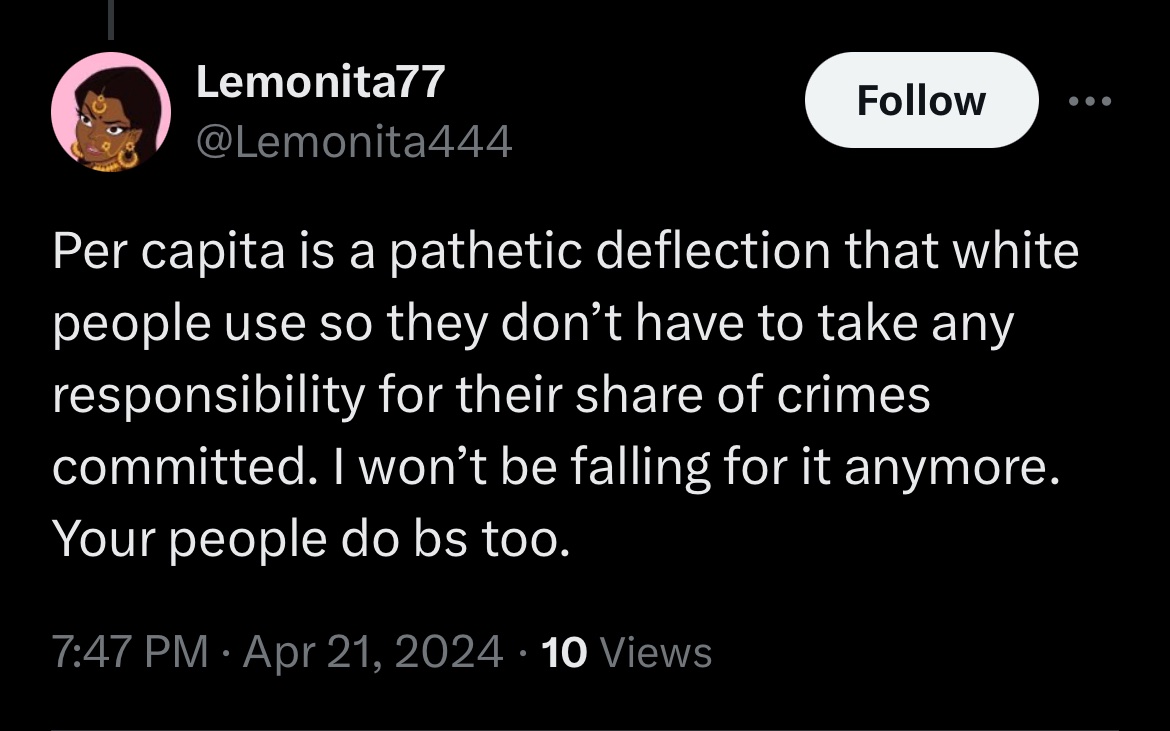 Lemonita77
@Lemonita444
Follow
Per capita is a pathetic deflection that white
people use so they don’t have to take any
responsibility for their share of crimes
committed. I won’t be falling for it anymore.
Your people do bs too.
7:47 PM · Apr 21, 2024 · 10 Views